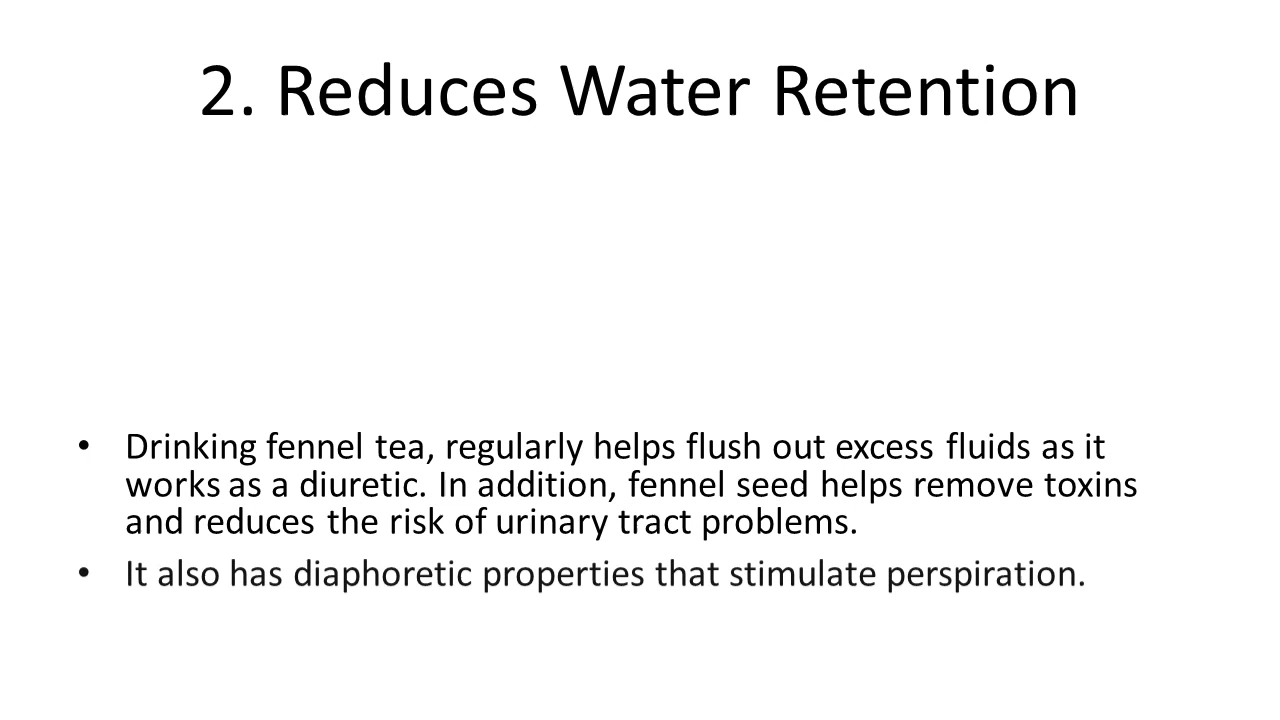 2. Reduces Water Retention
• Drinking fennel tea, regularly helps flush out excess fluids as it
works as a diuretic. In addition, fennel seed helps remove toxins
and reduces the risk of urinary tract problems.
• It also has diaphoretic properties that stimulate perspiration.